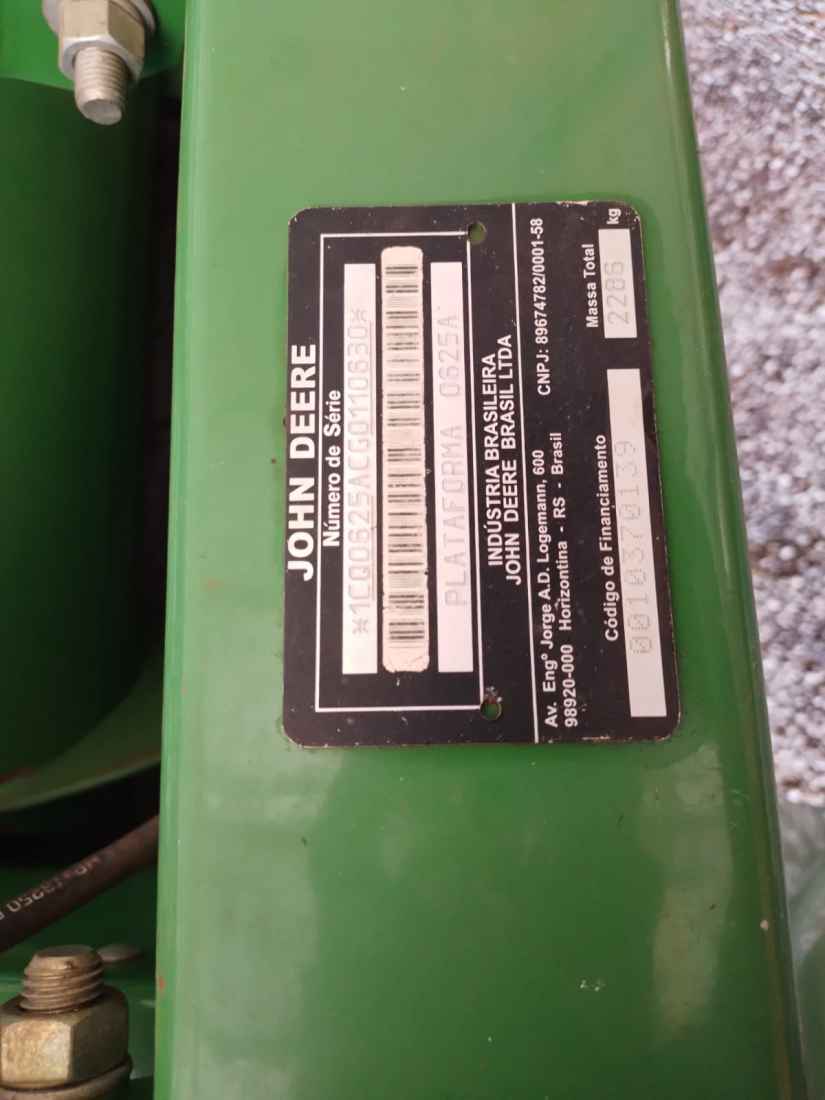 JOHN DEERE
Número de Série
*1CQ0625ACG0110630*
PLATAFORMA 0625A
INDÚSTRIA BRASILEIRA
JOHN DEERE BRASIL LTDA
Av. Engº Jorge A.D. Logemann, 600
98920-000 Horizontina - RS - Brasil
CNPJ: 89674782/0001-58
Código de Financiamento
0010370139
Massa Total
2286 kg